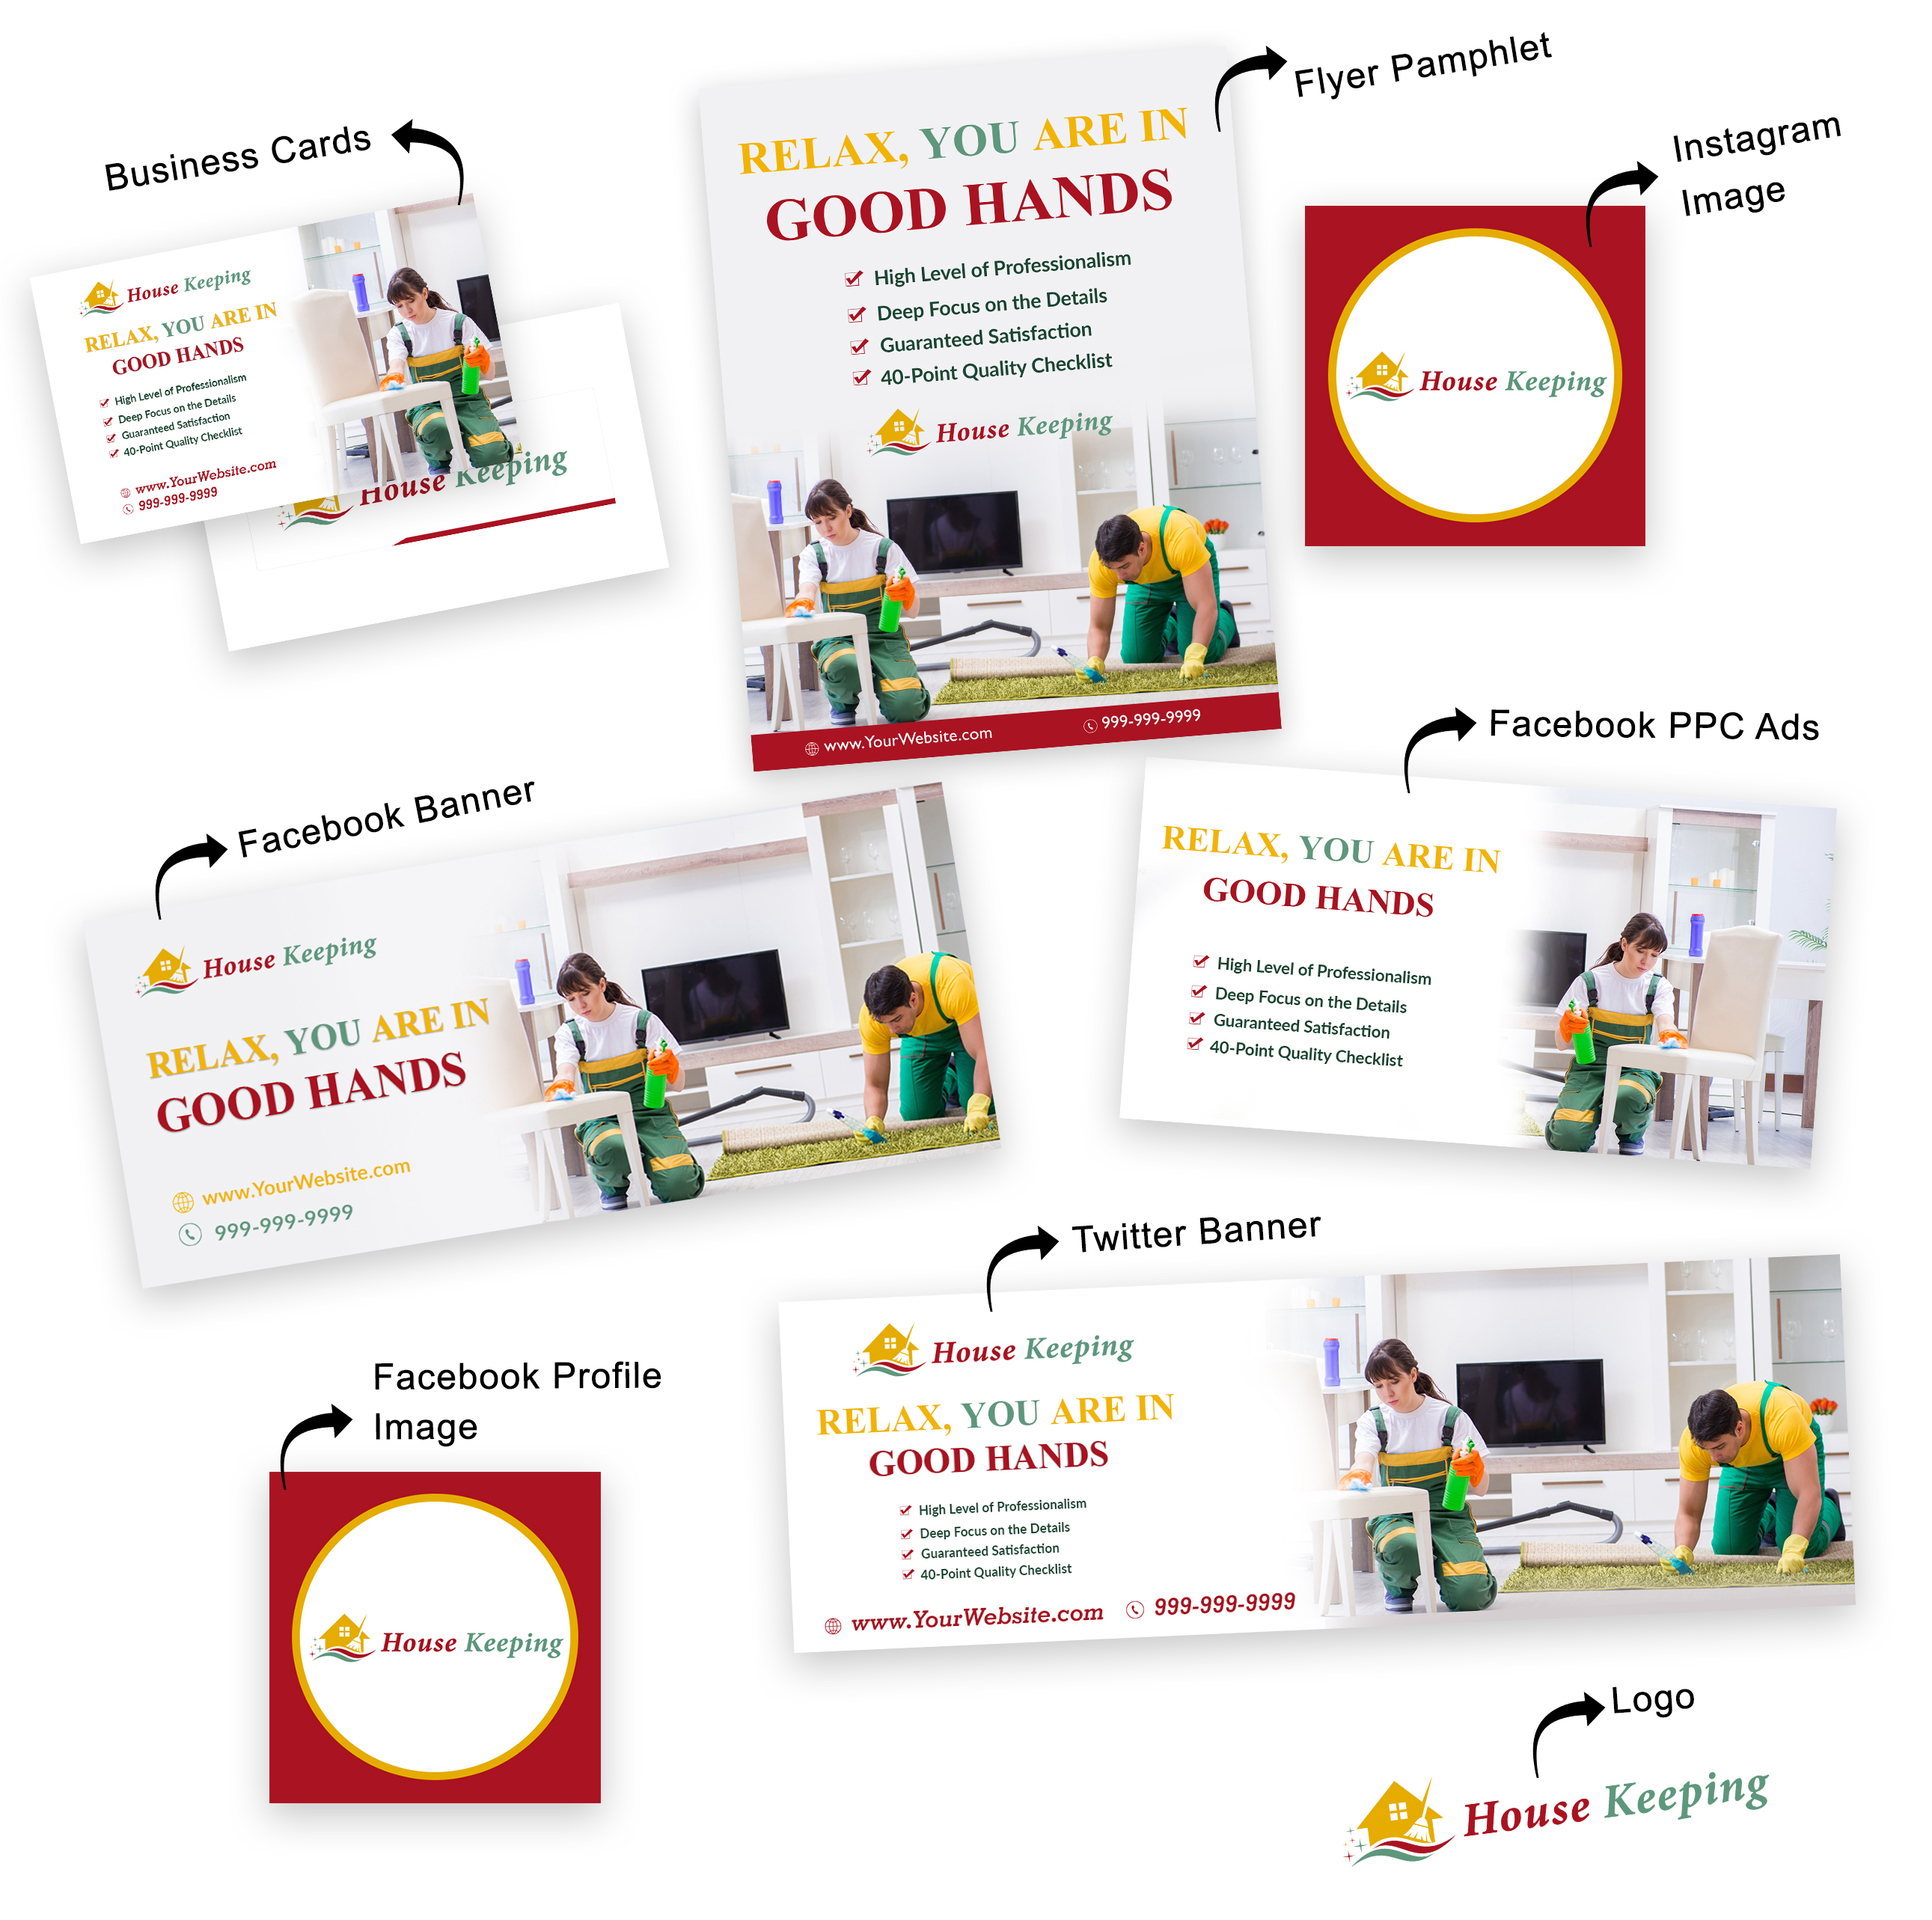 Business Cards
House Keeping
RELAX, YOU ARE IN
GOOD HANDS
High Level of Professionalism
Deep Focus on the Details
Guaranteed Satisfaction
40-Point Quality Checklist
www.YourWebsite.com
999-999-9999
House Keeping
Flyer Pamphlet
RELAX, YOU ARE IN
GOOD HANDS
High Level of Professionalism
Deep Focus on the Details
Guaranteed Satisfaction
40-Point Quality Checklist
House Keeping
www.YourWebsite.com
999-999-9999
Instagram
Image
House Keeping
Facebook Banner
House Keeping
RELAX, YOU ARE IN
GOOD HANDS
www.YourWebsite.com
999-999-9999
Facebook PPC Ads
RELAX, YOU ARE IN
GOOD HANDS
High Level of Professionalism
Deep Focus on the Details
Guaranteed Satisfaction
40-Point Quality Checklist
Twitter Banner
House Keeping
RELAX, YOU ARE IN
GOOD HANDS
High Level of Professionalism
Deep Focus on the Details
Guaranteed Satisfaction
40-Point Quality Checklist
www.YourWebsite.com 999-999-9999
Facebook Profile
Image
House Keeping
Logo
House Keeping